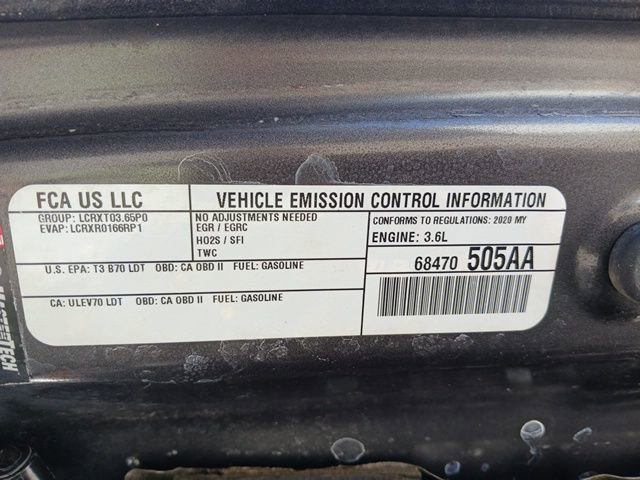 FCA US LLC
GROUP: LCRXT03.65P0
EVAP: LCRXR0166RP1
VEHICLE EMISSION CONTROL INFORMATION
NO ADJUSTMENTS NEEDED
EGR / EGRC
HO2S / SFI
TWC
CONFORMS TO REGULATIONS: 2020 MY
ENGINE: 3.6L
U.S. EPA: T3 B70 LDT OBD: CA OBD II FUEL: GASOLINE
68470 505AA
CA: ULEV70 LDT OBD: CA OBD II FUEL: GASOLINE
MASTERTECH